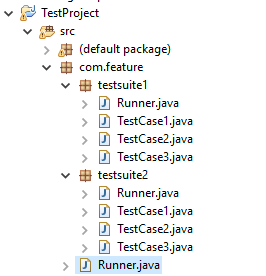 TestProject
src
(default package)
com.feature
testsuite1
Runner.java
TestCase1.java
TestCase2.java
TestCase3.java
testsuite2
Runner.java
TestCase1.java
TestCase2.java
TestCase3.java
Runner.java